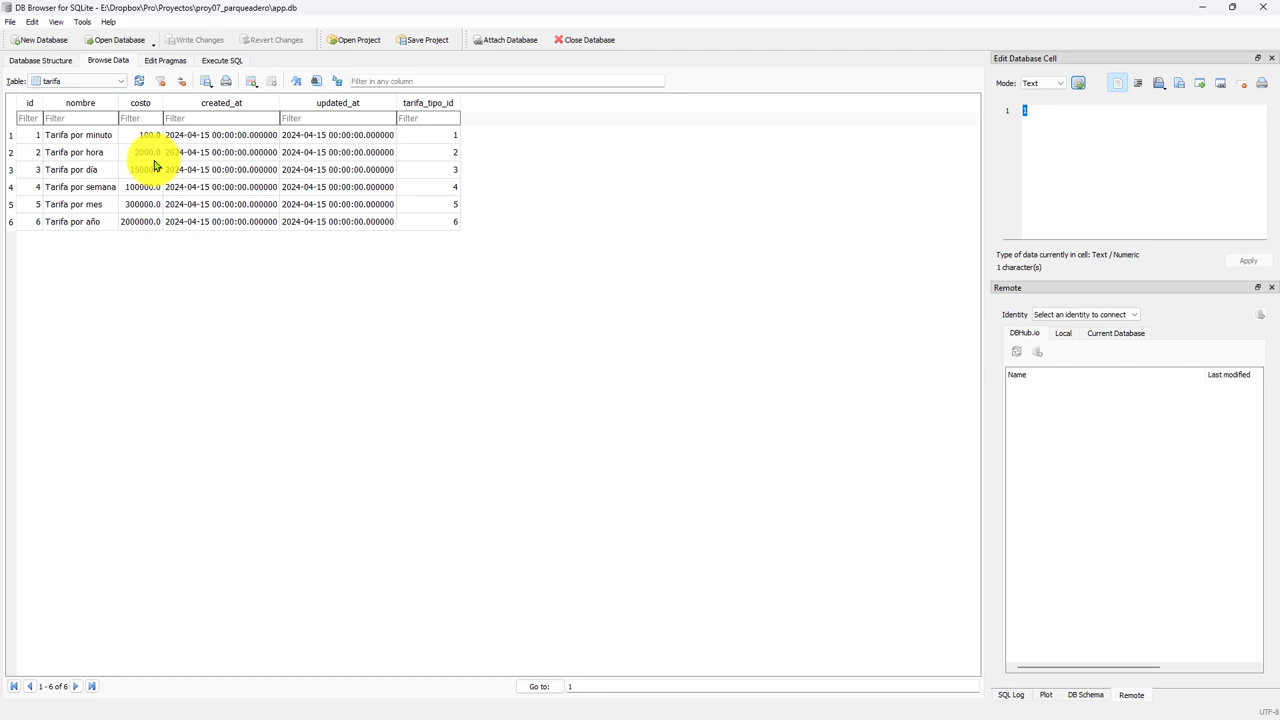 DB Browser for SQLite - E:\Dropbox\Pro\Proyectos\proy07_parqueadero\app.db
File Edit View Tools Help
New Database Open Database Write Changes Revert Changes Open Project Save Project Attach Database Close Database
Database Structure Browse Data Edit Pragmas Execute SQL
Table: tarifa Filter in any column
id nombre costo created_at updated_at tarifa_tipo_id
Filter Filter Filter Filter Filter Filter
1 1 Tarifa por minuto 100.0 2024-04-15 00:00:00.000000 2024-04-15 00:00:00.000000 1
2 2 Tarifa por hora 2000.0 2024-04-15 00:00:00.000000 2024-04-15 00:00:00.000000 2
3 3 Tarifa por día 2024-04-15 00:00:00.000000 2024-04-15 00:00:00.000000 3
4 4 Tarifa por semana 100000.0 2024-04-15 00:00:00.000000 2024-04-15 00:00:00.000000 4
5 5 Tarifa por mes 300000.0 2024-04-15 00:00:00.000000 2024-04-15 00:00:00.000000 5
6 6 Tarifa por año 2000000.0 2024-04-15 00:00:00.000000 2024-04-15 00:00:00.000000 6
1 - 6 of 6 Go to: 1
Edit Database Cell
Mode: Text
1 1
Type of data currently in cell: Text / Numeric
1 character(s)
Apply
Remote
Identity Select an identity to connect
DBHub.io Local Current Database
Name Last modified
SQL Log Plot DB Schema Remote
UTF-8